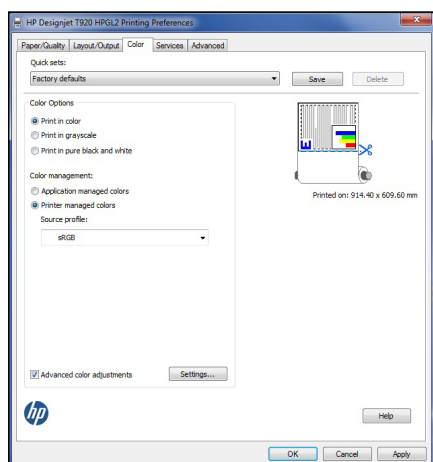 HP Designjet T920 HPGL2 Printing Preferences
Paper/Quality Layout/Output Color Services Advanced
Quick sets:
Factory defaults Save Delete
Color Options
Print in color
Print in grayscale
Print in pure black and white
E
Color management:
Application managed colors
Printed on: 914.40 x 609.60 mm
Printer managed colors
Source profile:
sRGB
Advanced color adjustments Settings...
hp
Help
OK Cancel Apply